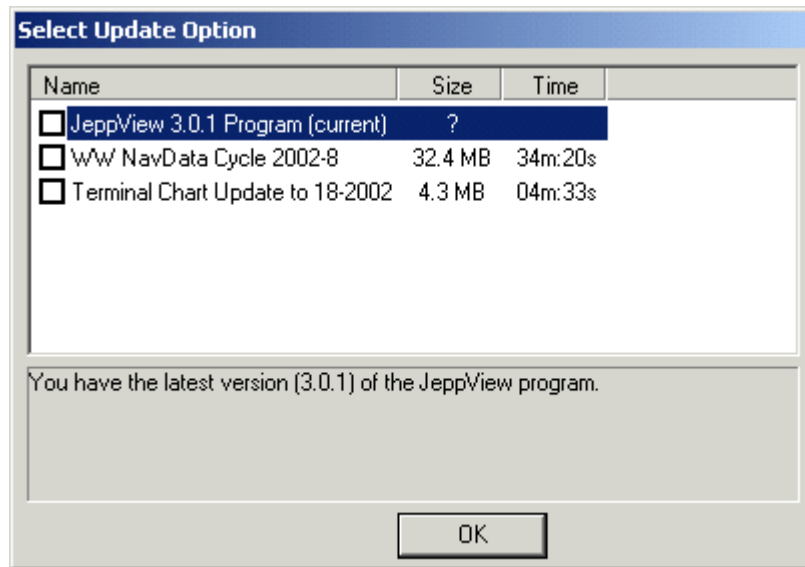 Select Update Option
Name Size Time
JeppView 3.0.1 Program (current) ?
WW NavData Cycle 2002-8 32.4 MB 34m:20s
Terminal Chart Update to 18-2002 4.3 MB 04m:33s
You have the latest version (3.0.1) of the JeppView program.
OK